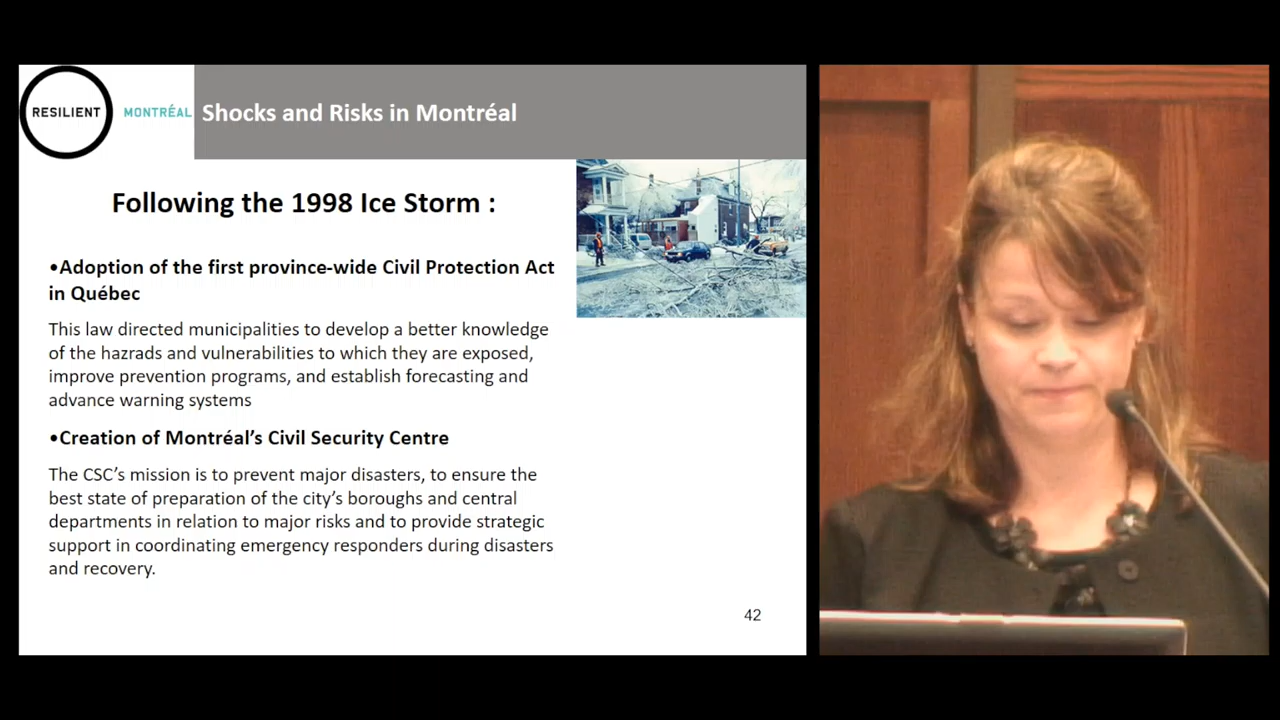 RESILIENT
MONTRÉAL
Shocks and Risks in Montréal
Following the 1998 Ice Storm :
•Adoption of the first province-wide Civil Protection Act
in Québec
This law directed municipalities to develop a better knowledge
of the hazrads and vulnerabilities to which they are exposed,
improve prevention programs, and establish forecasting and
advance warning systems
•Creation of Montréal’s Civil Security Centre
The CSC’s mission is to prevent major disasters, to ensure the
best state of preparation of the city’s boroughs and central
departments in relation to major risks and to provide strategic
support in coordinating emergency responders during disasters
and recovery.
42